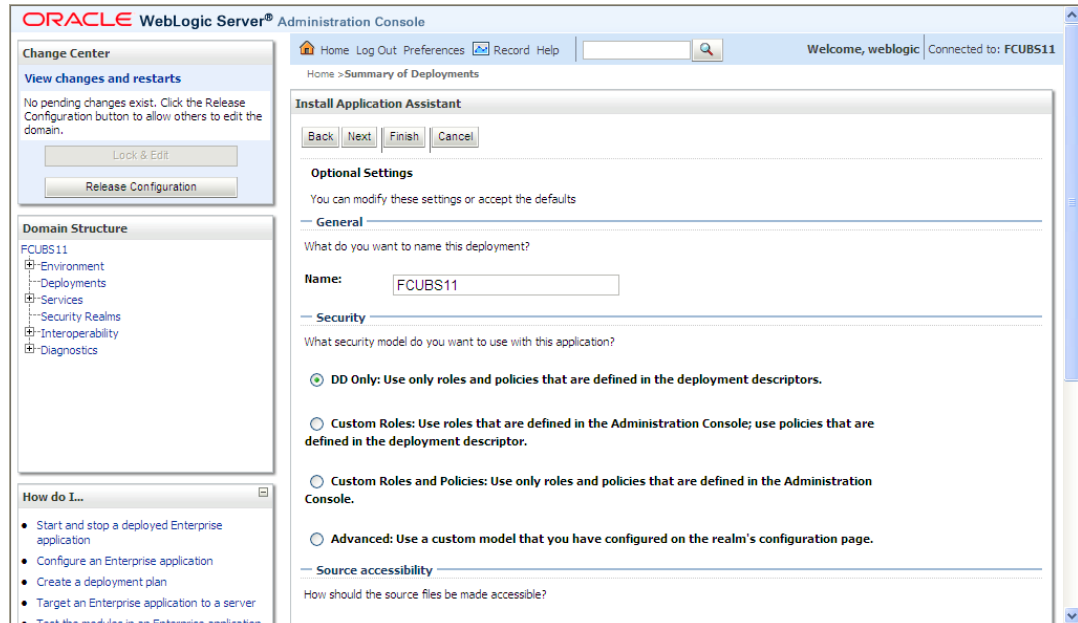 ORACLE WebLogic Server® Administration Console
Change Center
View changes and restarts
No pending changes exist. Click the Release
Configuration button to allow others to edit the
domain.
Lock & Edit
Release Configuration
Domain Structure
FCUBS11
Environment
Deployments
Services
Security Realms
Interoperability
Diagnostics
How do I...
Start and stop a deployed Enterprise
application
Configure an Enterprise application
Create a deployment plan
Target an Enterprise application to a server
Test the modules in an Enterprise application
Home Log Out Preferences Record Help
Welcome, weblogic Connected to: FCUBS11
Home >Summary of Deployments
Install Application Assistant
Back Next Finish Cancel
Optional Settings
You can modify these settings or accept the defaults
General
What do you want to name this deployment?
Name: FCUBS11
Security
What security model do you want to use with this application?
DD Only: Use only roles and policies that are defined in the deployment descriptors.
Custom Roles: Use roles that are defined in the Administration Console; use policies that are
defined in the deployment descriptor.
Custom Roles and Policies: Use only roles and policies that are defined in the Administration
Console.
Advanced: Use a custom model that you have configured on the realm's configuration page.
Source accessibility
How should the source files be made accessible?